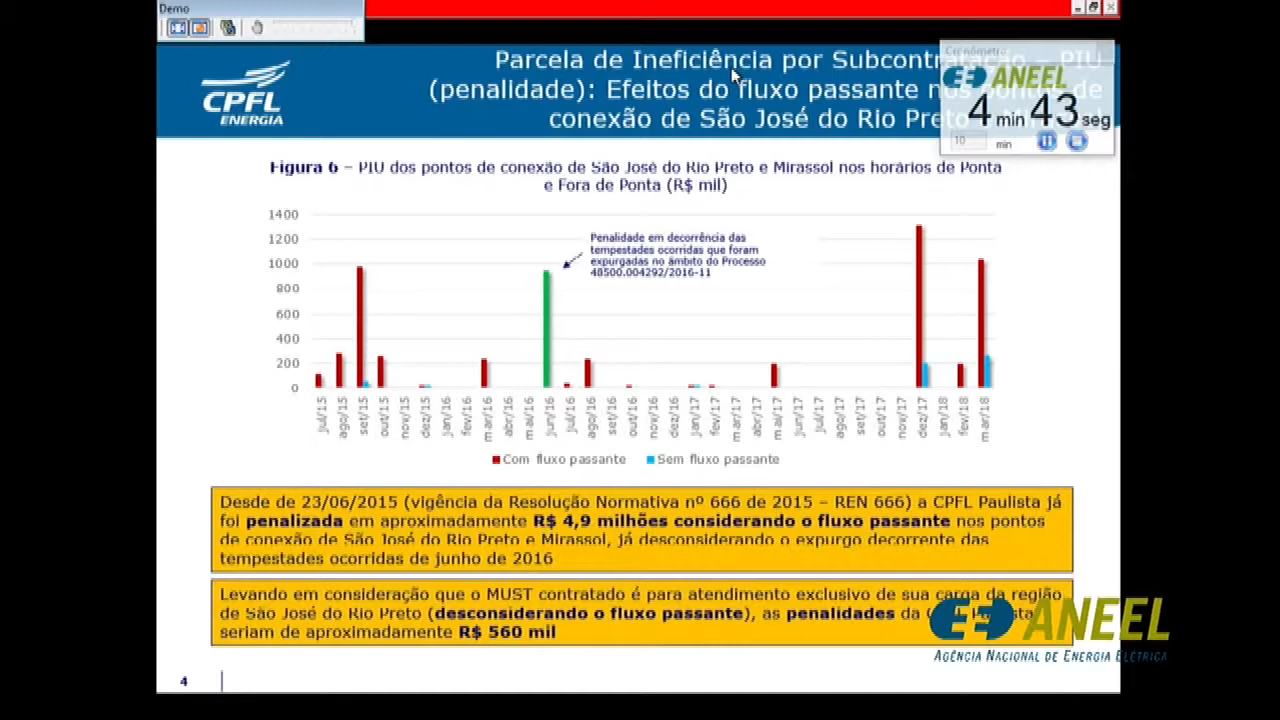 Demo
Parcela de Ineficiência por Subcontratação – PIU
(penalidade): Efeitos do fluxo passante nos pontos de
conexão de São José do Rio Preto
CPFL
ENERGIA
Cronômetro
ANEEL
4 min 43 seg
10 min
Figura 6 – PIU dos pontos de conexão de São José do Rio Preto e Mirassol nos horários de Ponta
e Fora de Ponta (R$ mil)
1400
1200
1000
800
600
400
200
0
Penalidade em decorrência das
tempestades ocorridas que foram
expurgadas no âmbito do Processo
48500.004292/2016-11
jul/15 ago/15 set/15 out/15 nov/15 dez/15 jan/16 fev/16 mar/16 abr/16 mai/16 jun/16 jul/16 ago/16 set/16 out/16 nov/16 dez/16 jan/17 fev/17 mar/17 abr/17 mai/17 jun/17 jul/17 ago/17 set/17 out/17 nov/17 dez/17 jan/18 fev/18 mar/18
Com fluxo passante Sem fluxo passante
Desde de 23/06/2015 (vigência da Resolução Normativa nº 666 de 2015 – REN 666) a CPFL Paulista já
foi penalizada em aproximadamente R$ 4,9 milhões considerando o fluxo passante nos pontos
de conexão de São José do Rio Preto e Mirassol, já desconsiderando o expurgo decorrente das
tempestades ocorridas de junho de 2016
Levando em consideração que o MUST contratado é para atendimento exclusivo de sua carga da região
de São José do Rio Preto (desconsiderando o fluxo passante), as penalidades da
seriam de aproximadamente R$ 560 mil
ANEEL
AGÊNCIA NACIONAL DE ENERGIA ELÉTRICA
4